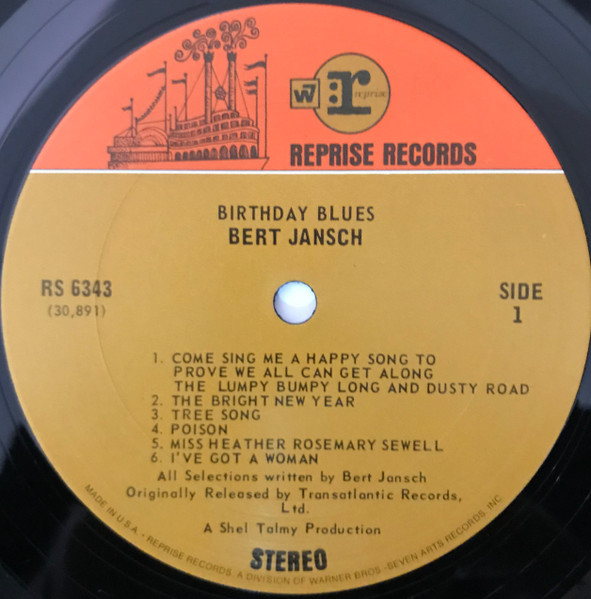 W7
r
reprise
REPRISE RECORDS
BIRTHDAY BLUES
BERT JANSCH
RS 6343
(30,891)
SIDE
1
1. COME SING ME A HAPPY SONG TO
PROVE WE ALL CAN GET ALONG
THE LUMPY BUMPY LONG AND DUSTY ROAD
2. THE BRIGHT NEW YEAR
3. TREE SONG
4. POISON
5. MISS HEATHER ROSEMARY SEWELL
6. I'VE GOT A WOMAN
All Selections written by Bert Jansch
Originally Released by Transatlantic Records,
Ltd.
A Shel Talmy Production
STEREO
MADE IN U.S.A. • REPRISE RECORDS, A DIVISION OF WARNER BROS.-SEVEN ARTS RECORDS, INC.